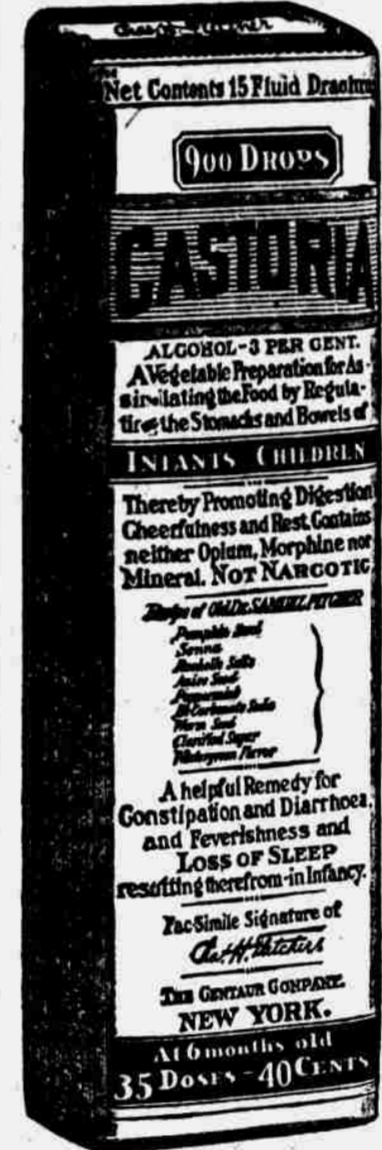 Net Contents 15 Fluid Drachms
900 DROPS
CASTORIA
ALCOHOL-3 PER CENT.
A Vegetable Preparation for As-
similating the Food by Regula-
ting the Stomachs and Bowels of
INFANTS CHILDREN
Thereby Promoting Digestion
Cheerfulness and Rest. Contains
neither Opium, Morphine nor
Mineral. NOT NARCOTIC
Recipe of Old Dr. SAMUEL PITCHER
Pumpkin Seed
Senna
Rochelle Salts
Anise Seed
Peppermint
Bi-Carbonate Soda
Worm Seed
Clarified Sugar
Wintergreen Flavor
A helpful Remedy for
Constipation and Diarrhoea,
and Feverishness and
LOSS OF SLEEP
resulting therefrom-in Infancy.
Fac-Simile Signature of
Chas. H. Fletcher
THE CENTAUR COMPANY.
NEW YORK.
At 6 months old
35 DOSES - 40 CENTS